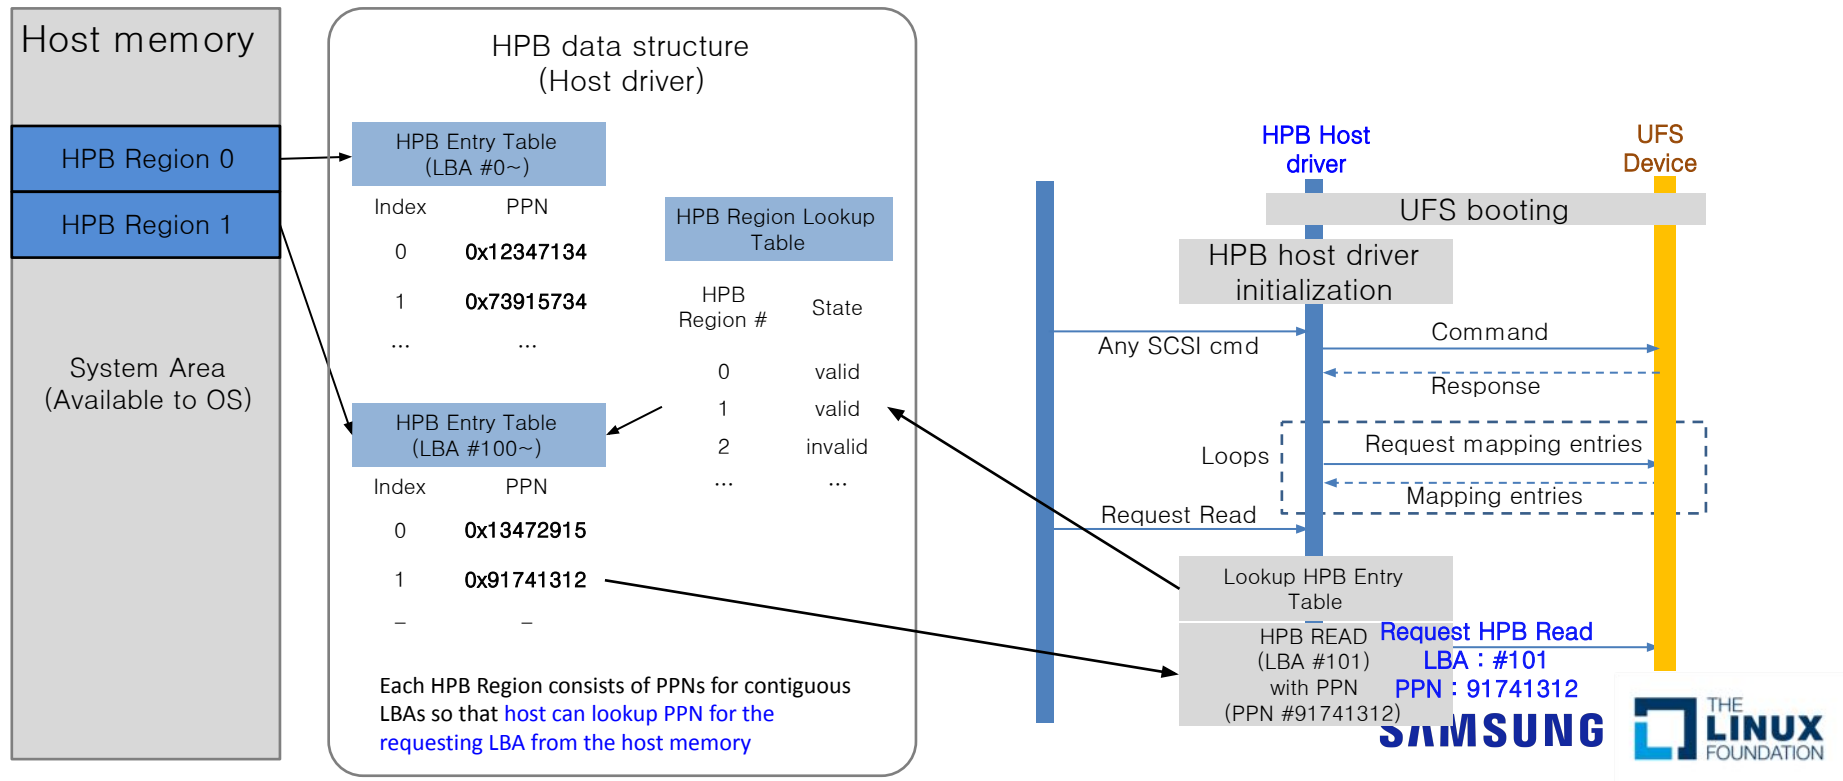 Host memory
HPB Region 0
HPB Region 1
System Area
(Available to OS)
HPB data structure
(Host driver)
HPB Entry Table
(LBA #0~)
Index PPN
0 0x12347134
1 0x73915734
... ...
HPB Entry Table
(LBA #100~)
Index PPN
0 0x13472915
1 0x91741312
– –
HPB Region Lookup
Table
HPB
Region # State
0 valid
1 valid
2 invalid
... ...
Each HPB Region consists of PPNs for contiguous
LBAs so that host can lookup PPN for the
requesting LBA from the host memory
HPB Host
driver
UFS
Device
UFS booting
HPB host driver
initialization
Any SCSI cmd
Command
Response
Loops
Request mapping entries
Mapping entries
Request Read
Lookup HPB Entry
Table
HPB READ
(LBA #101)
with PPN
(PPN #91741312)
Request HPB Read
LBA : #101
PPN : 91741312
SAMSUNG
THE
LINUX
FOUNDATION